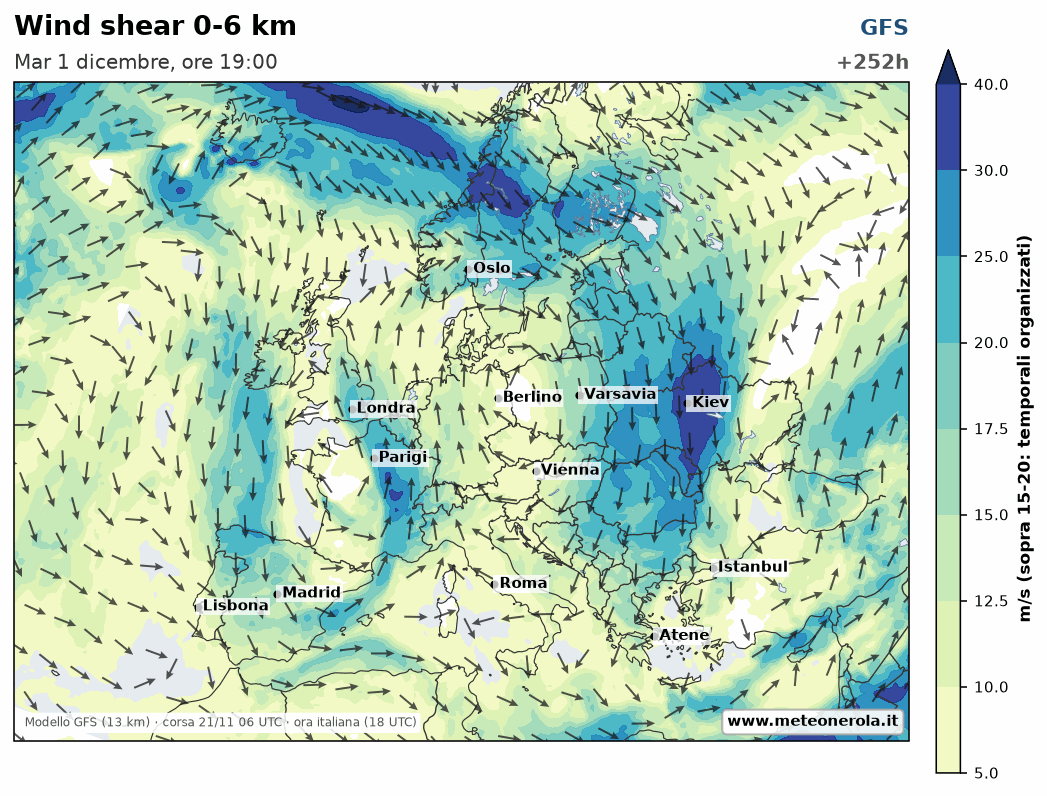 Wind shear 0-6 km
GFS
Mar 1 dicembre, ore 19:00
+252h
40.0
30.0
25.0
20.0
17.5
15.0
12.5
10.0
5.0
m/s (sopra 15-20: temporali organizzati)
Oslo
Berlino
Varsavia
Kiev
Londra
Parigi
Vienna
Istanbul
Roma
Madrid
Lisbona
Atene
Modello GFS (13 km) · corsa 21/11 06 UTC · ora italiana (18 UTC)
www.meteonerola.it